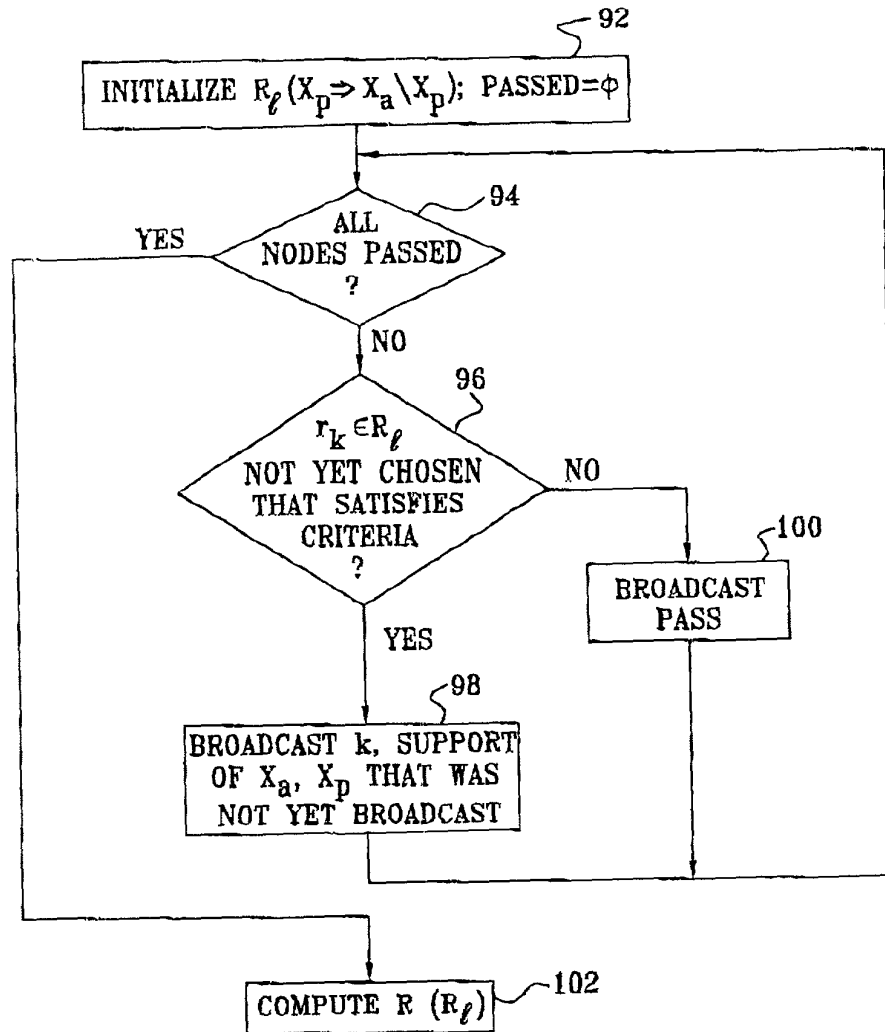 92
INITIALIZE Rℓ(Xp⇒ Xa\Xp); PASSED=ϕ
94
YES
ALL
NODES PASSED
?
NO
96
rk∈Rℓ
NOT YET CHOSEN
THAT SATISFIES
CRITERIA
?
NO
100
BROADCAST
PASS
YES
98
BROADCAST k, SUPPORT
OF Xa, Xp THAT WAS
NOT YET BROADCAST
102
COMPUTE R (Rℓ)